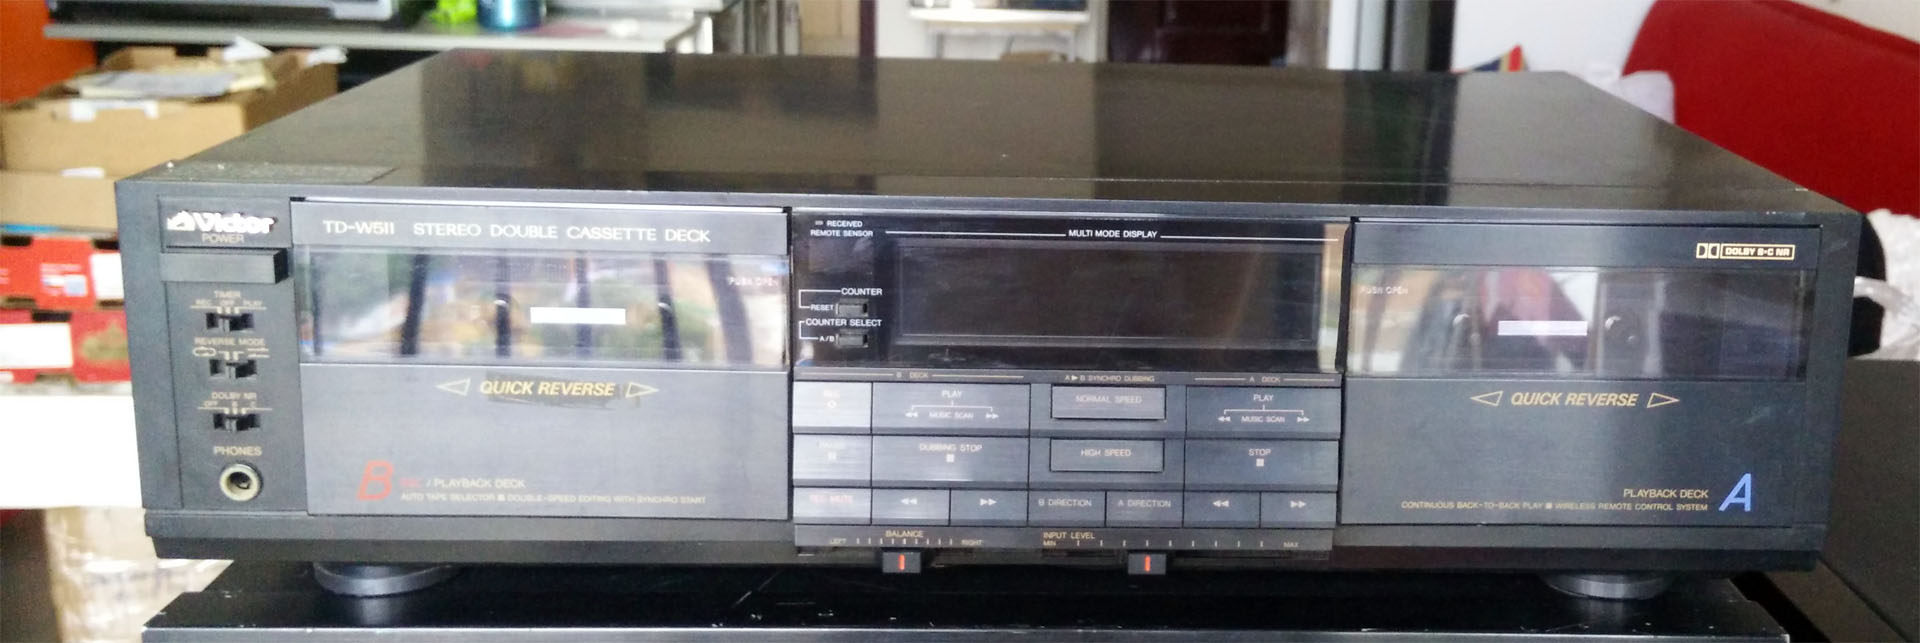 Victor
POWER
TIMER
REC OFF PLAY
REVERSE MODE
DOLBY NR
OFF B C
PHONES
TD-W511 STEREO DOUBLE CASSETTE DECK
PUSH OPEN
QUICK REVERSE
B
/ PLAYBACK DECK
AUTO TAPE SELECTOR ■ DOUBLE-SPEED EDITING WITH SYNCHRO START
RECEIVED
REMOTE SENSOR
MULTI MODE DISPLAY
COUNTER
RESET
COUNTER SELECT
A/B
B DECK
A ▶ B SYNCHRO DUBBING
A DECK
REC
PLAY
◀◀ MUSIC SCAN ▶▶
NORMAL SPEED
PLAY
◀◀ MUSIC SCAN ▶▶
PAUSE
DUBBING STOP
HIGH SPEED
STOP
REC MUTE
◀◀
▶▶
B DIRECTION
A DIRECTION
◀◀
▶▶
BALANCE
LEFT RIGHT
INPUT LEVEL
MIN MAX
DOLBY B-C NR
PUSH OPEN
QUICK REVERSE
PLAYBACK DECK A
CONTINUOUS BACK-TO-BACK PLAY ■ WIRELESS REMOTE CONTROL SYSTEM